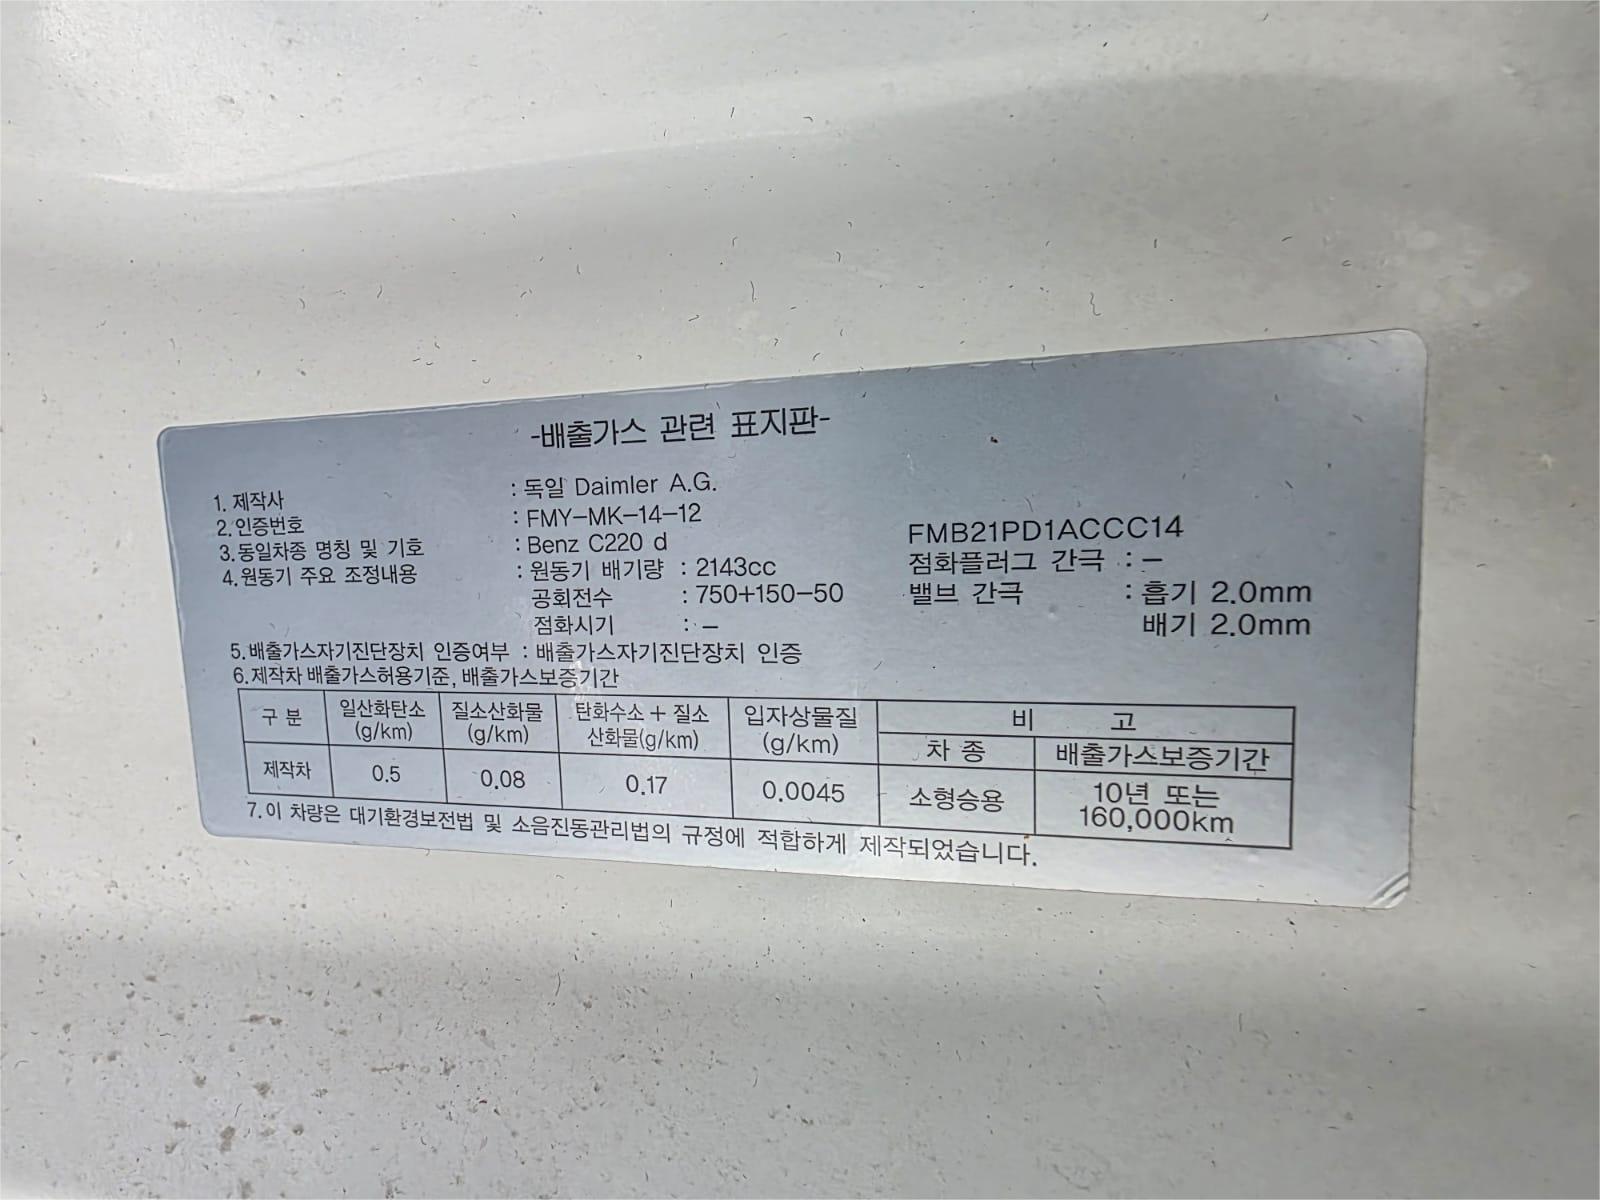 -배출가스 관련 표지판-
1. 제작사 : 독일 Daimler A.G.
2. 인증번호 : FMY-MK-14-12 FMB21PD1ACCC14
3. 동일차종 명칭 및 기호 : Benz C220 d
4. 원동기 주요 조정내용 : 원동기 배기량 : 2143cc 점화플러그 간극 : -
공회전수 : 750+150-50 밸브 간극 : 흡기 2.0mm
점화시기 : - 배기 2.0mm
5. 배출가스자기진단장치 인증여부 : 배출가스자기진단장치 인증
6. 제작차 배출가스허용기준, 배출가스보증기간
구 분 일산화탄소 (g/km) 질소산화물 (g/km) 탄화수소 + 질소산화물(g/km) 입자상물질 (g/km) 비 고
차 종 배출가스보증기간
제작차 0.5 0.08 0.17 0.0045 소형승용 10년 또는 160,000km
7. 이 차량은 대기환경보전법 및 소음진동관리법의 규정에 적합하게 제작되었습니다.